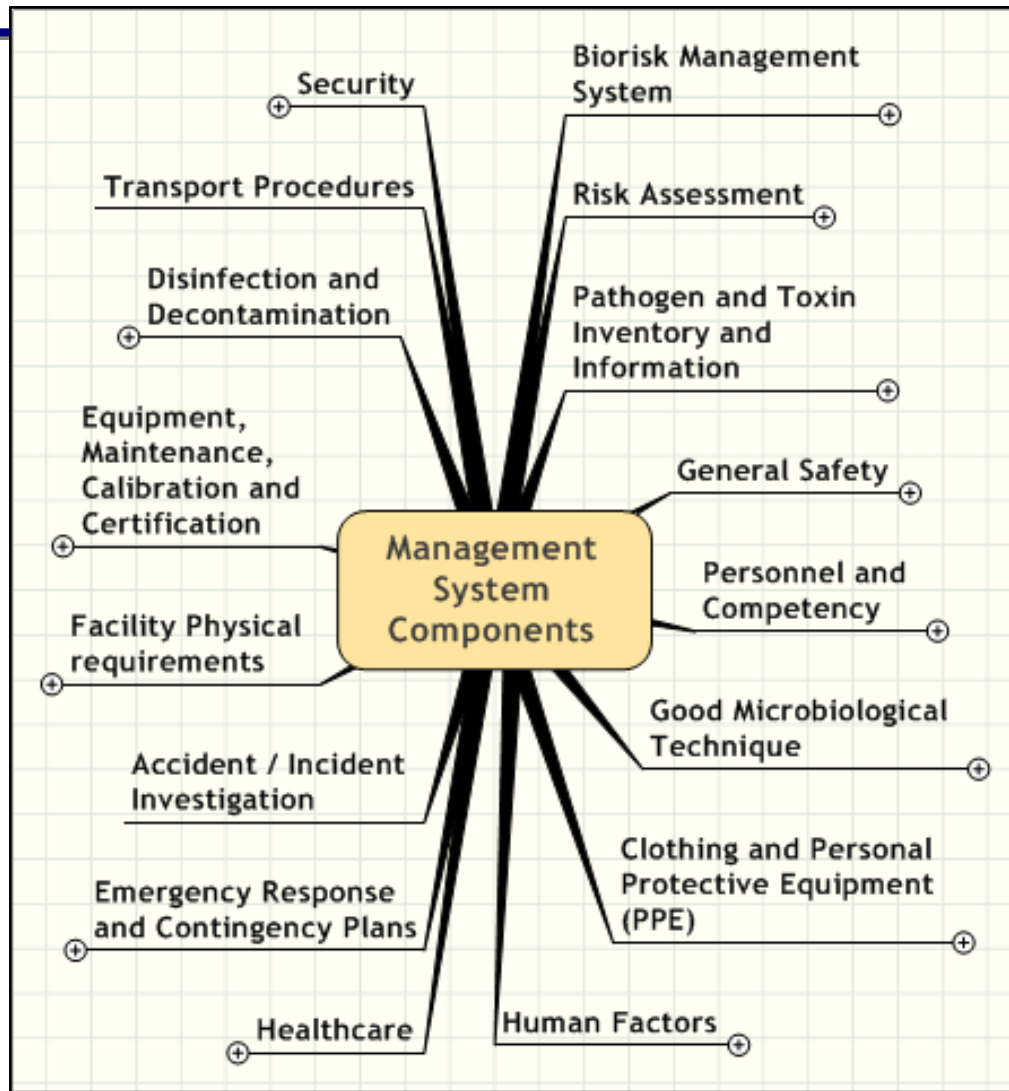 Security
Transport Procedures
Disinfection and
Decontamination
Equipment,
Maintenance,
Calibration and
Certification
Facility Physical
requirements
Accident / Incident
Investigation
Emergency Response
and Contingency Plans
Healthcare
Management
System
Components
Biorisk Management
System
Risk Assessment
Pathogen and Toxin
Inventory and
Information
General Safety
Personnel and
Competency
Good Microbiological
Technique
Clothing and Personal
Protective Equipment
(PPE)
Human Factors